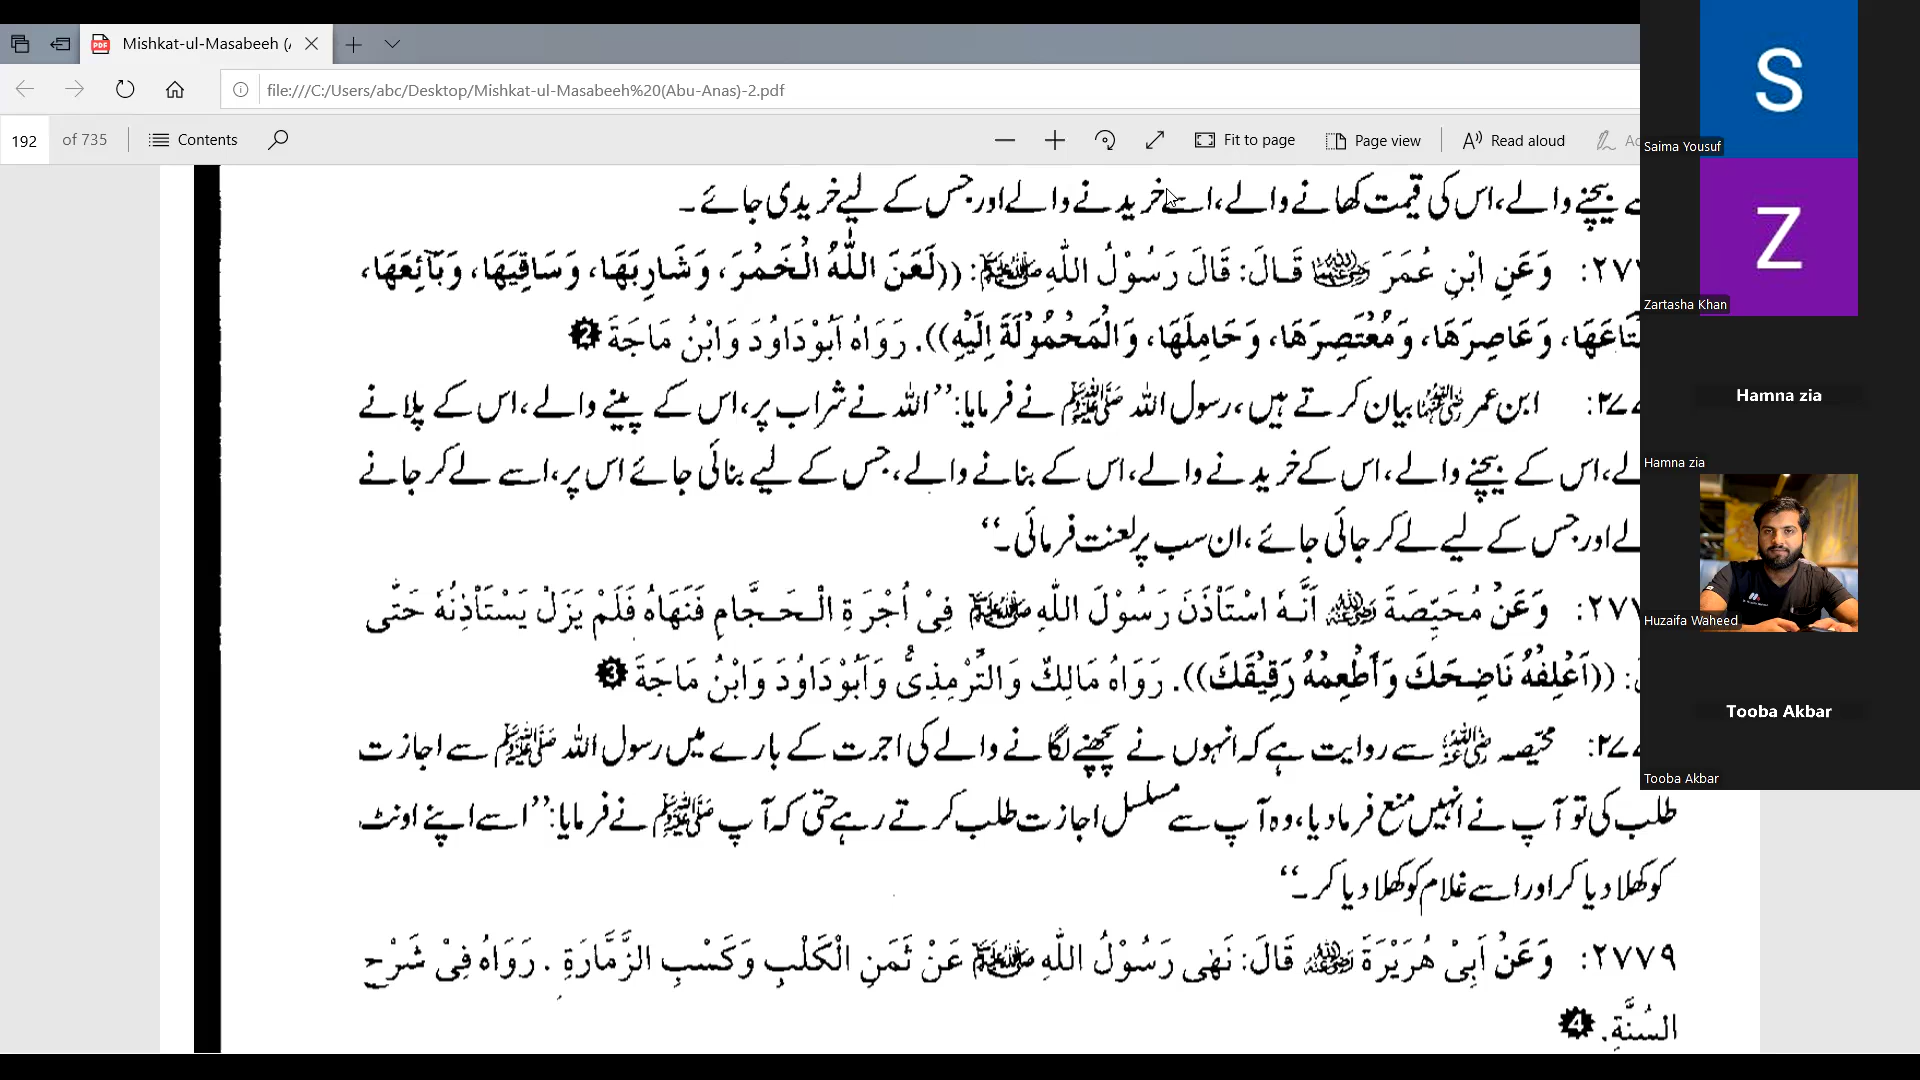 Mishkat-ul-Masabeeh (
file:///C:/Users/abc/Desktop/Mishkat-ul-Masabeeh%20(Abu-Anas)-2.pdf
192 of 735 Contents Fit to page Page view Read aloud
بیچنے والے، اس کی قیمت کھانے والے، اسے خریدنے والے اور جس کے لیے خریدی جائے۔
وَعَنِ ابْنِ عُمَرَ رضی اللہ عنہما قَالَ: قَالَ رَسُوْلُ اللّٰهِ ﷺ: ((لَعَنَ اللّٰهُ الْخَمْرَ، وَشَارِبَهَا، وَسَاقِيَهَا، وَبَآئِعَهَا،
وَعَاصِرَهَا، وَمُعْتَصِرَهَا، وَحَامِلَهَا، وَالْمَحْمُوْلَةَ اِلَيْهِ)). رَوَاهُ اَبُوْدَاوُدَ وَابْنُ مَاجَةَ 2
ابن عمر رضی اللہ عنہما بیان کرتے ہیں، رسول اللہ ﷺ نے فرمایا: ’’اللہ نے شراب پر، اس کے پینے والے، اس کے پلانے
اس کے بیچنے والے، اس کے خریدنے والے، اس کے بنانے والے، جس کے لیے بنائی جائے اس پر، اسے لے کر جانے
اور جس کے لیے لے کر جائی جائے، ان سب پر لعنت فرمائی۔‘‘
وَعَنْ مُحَيِّصَةَ رضی اللہ عنہ اَنَّهُ اسْتَاْذَنَ رَسُوْلَ اللّٰهِ ﷺ فِیْ اُجْرَةِ الْحَجَّامِ فَنَهَاهُ فَلَمْ يَزَلْ يَسْتَاْذِنُهٗ حَتّٰى
((اَعْلِفْهُ نَاضِحَكَ وَاَطْعِمْهُ رَقِيْقَكَ)). رَوَاهُ مَالِكٌ وَالتِّرْمِذِیُّ وَاَبُوْدَاوُدَ وَابْنُ مَاجَةَ 3
محیصہ رضی اللہ عنہ سے روایت ہے کہ انہوں نے پچھنے لگانے والے کی اجرت کے بارے میں رسول اللہ ﷺ سے اجازت
طلب کی تو آپ نے انہیں منع فرما دیا، وہ آپ سے مسلسل اجازت طلب کرتے رہے حتی کہ آپ ﷺ نے فرمایا: ’’اسے اپنے اونٹ
کو کھلا دیا کر اور اسے غلام کو کھلا دیا کر۔‘‘
۲۷۷۹: وَعَنْ اَبِیْ هُرَيْرَةَ رضی اللہ عنہ قَالَ: نَهٰى رَسُوْلُ اللّٰهِ ﷺ عَنْ ثَمَنِ الْكَلْبِ وَكَسْبِ الزَّمَّارَةِ. رَوَاهُ فِیْ شَرْحِ
السُنَّةِ. 4
S
Saima Yousuf
Z
Zartasha Khan
Hamna zia
Hamna zia
Huzaifa Waheed
Tooba Akbar
Tooba Akbar